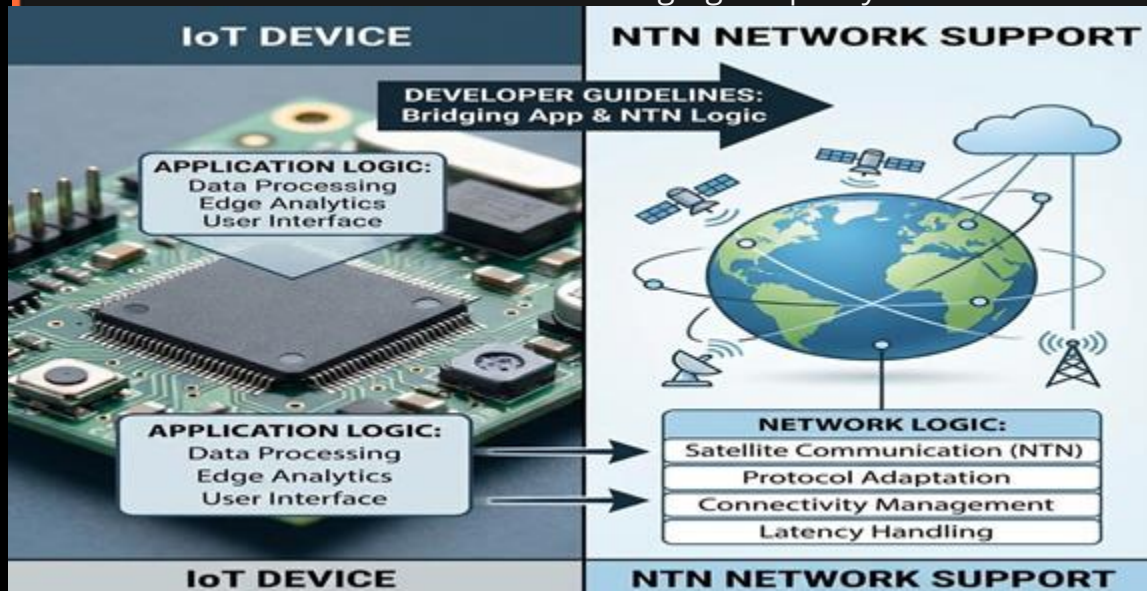 IoT DEVICE
NTN NETWORK SUPPORT
DEVELOPER GUIDELINES:
Bridging App & NTN Logic
APPLICATION LOGIC:
Data Processing
Edge Analytics
User Interface
APPLICATION LOGIC:
Data Processing
Edge Analytics
User Interface
NETWORK LOGIC:
Satellite Communication (NTN)
Protocol Adaptation
Connectivity Management
Latency Handling
IoT DEVICE
NTN NETWORK SUPPORT